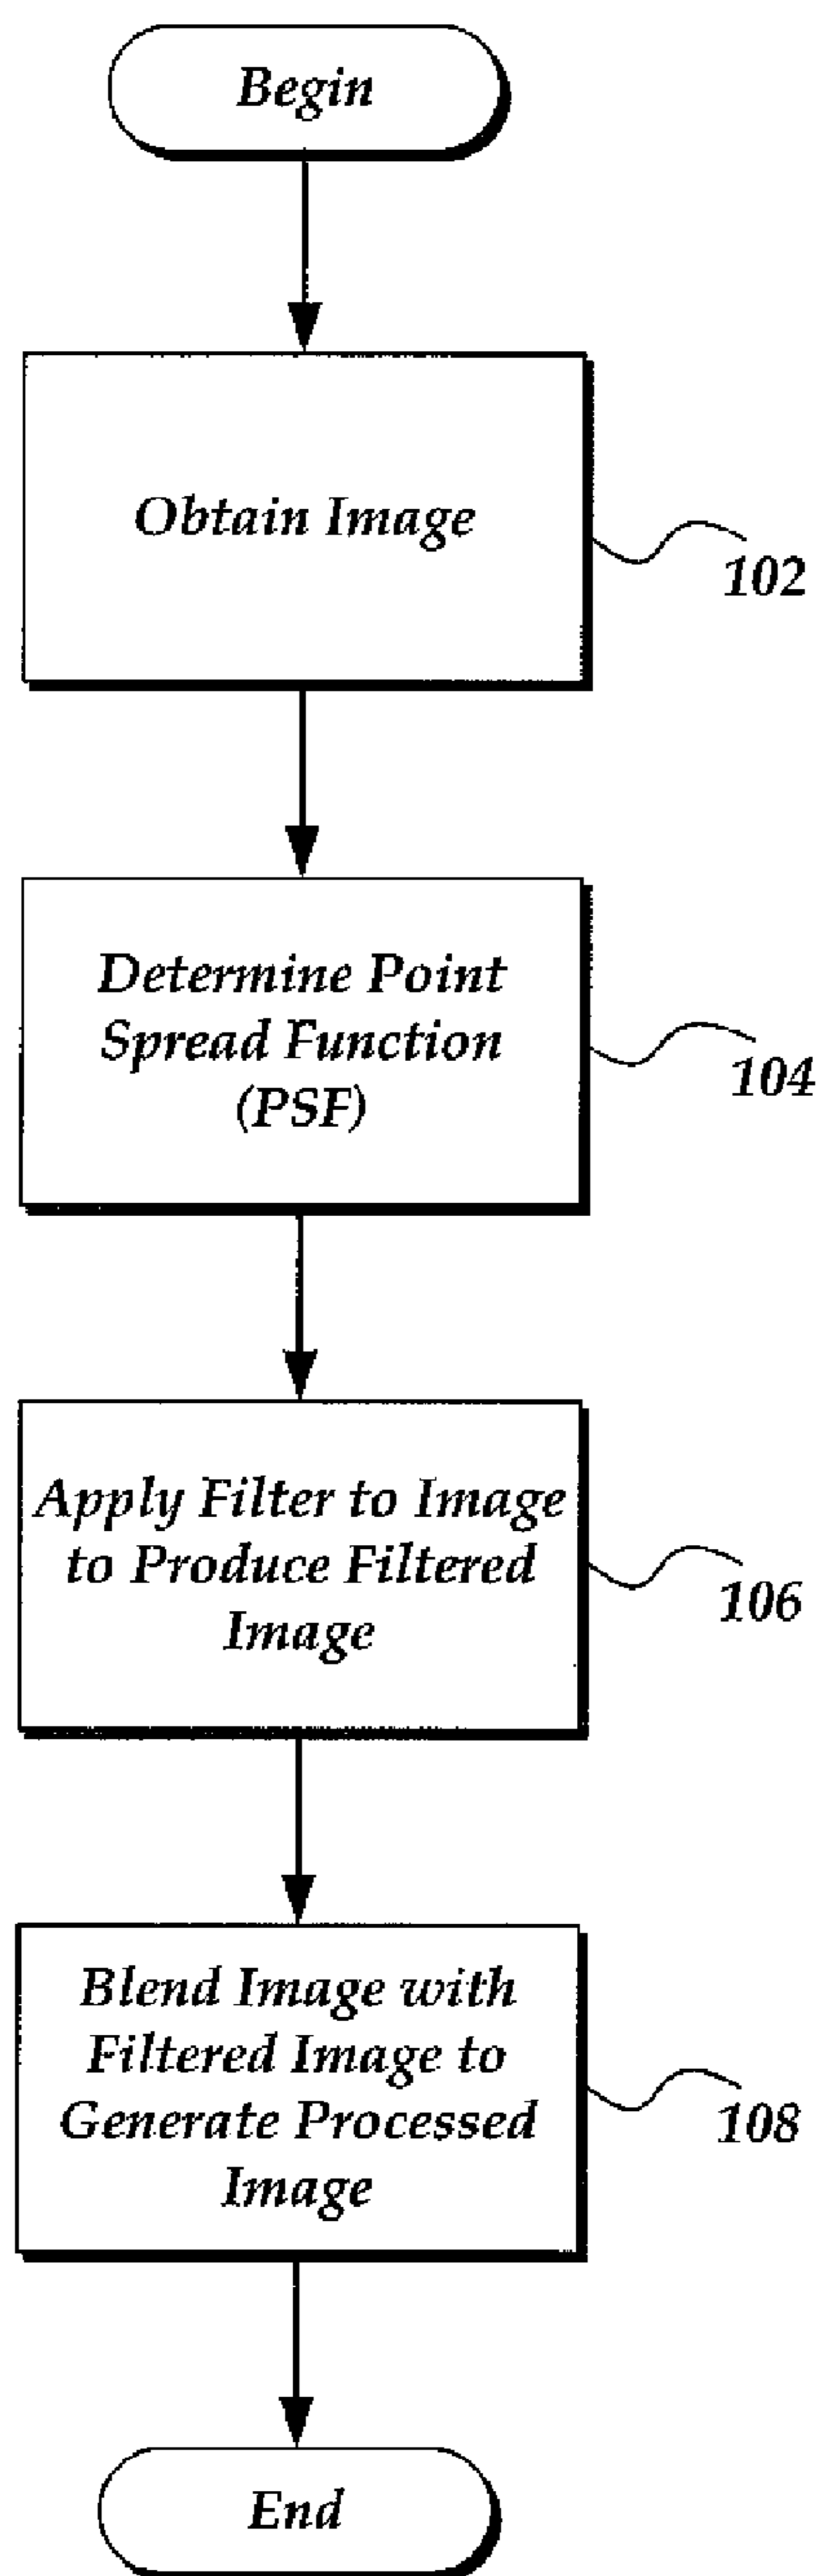 Begin
Obtain Image
102
Determine Point
Spread Function
(PSF)
104
Apply Filter to Image
to Produce Filtered
Image
106
Blend Image with
Filtered Image to
Generate Processed
Image
108
End